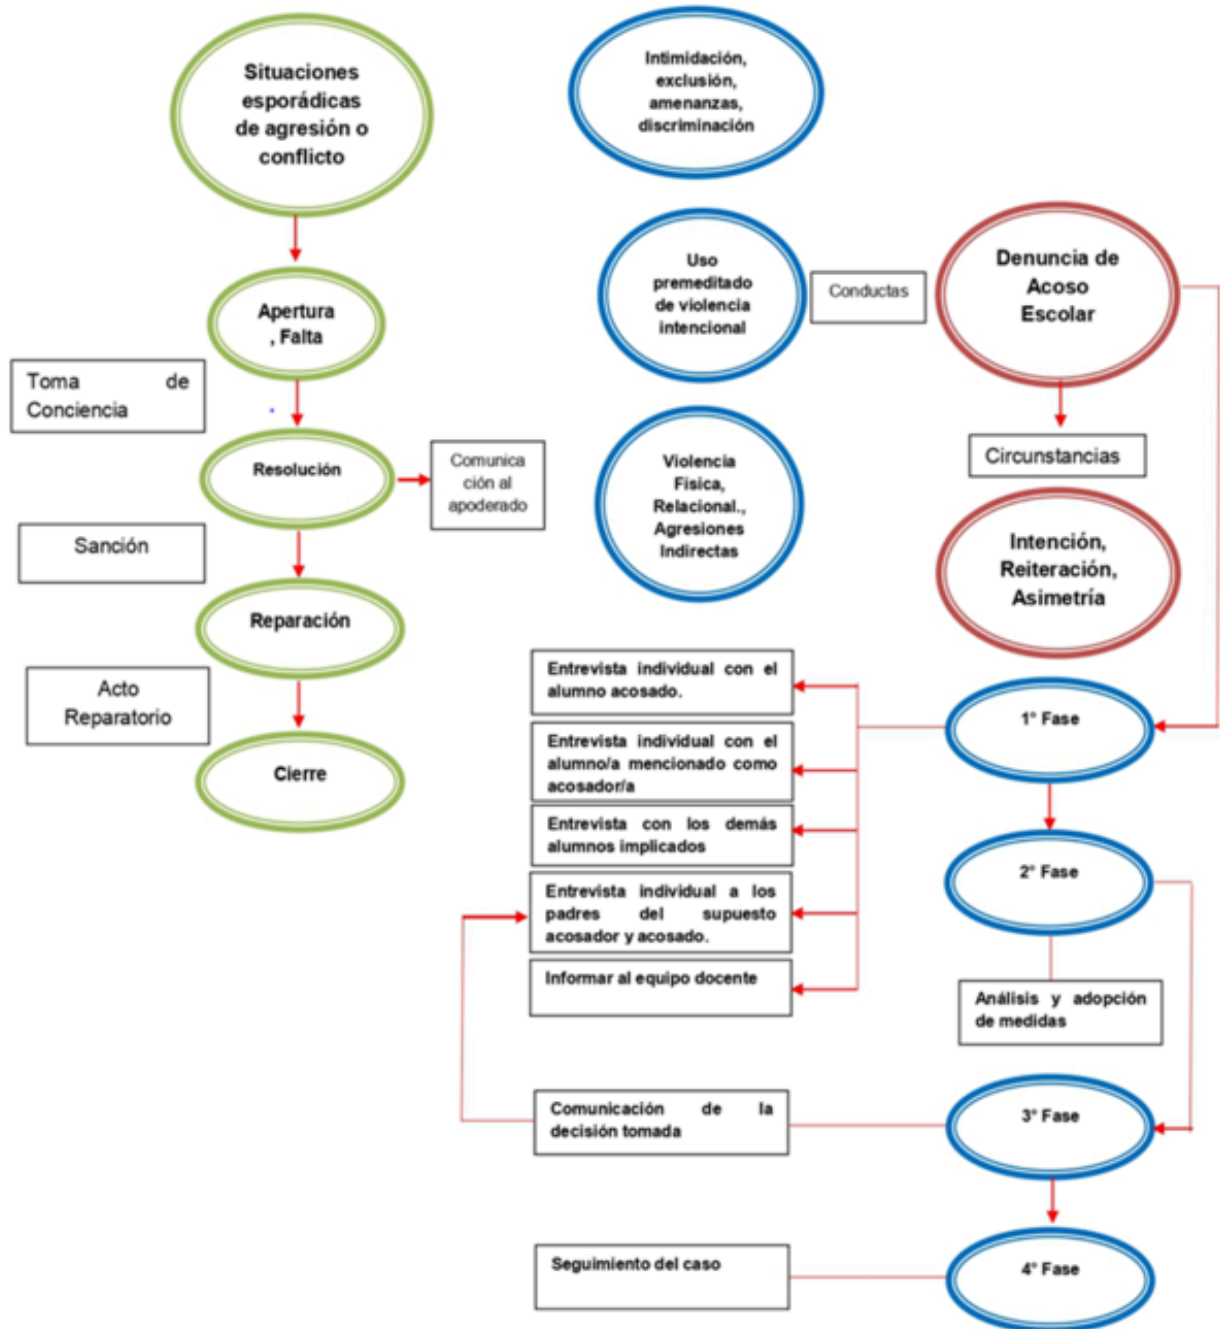 Situaciones
esporádicas
de agresión o
conflicto
Apertura
, Falta
Toma de
Conciencia
Resolución
Comunica
ción al
apoderado
Sanción
Reparación
Acto
Reparatorio
Cierre
Intimidación,
exclusión,
amenanzas,
discriminación
Uso
premeditado
de violencia
intencional
Conductas
Denuncia de
Acoso
Escolar
Violencia
Física,
Relacional.,
Agresiones
Indirectas
Circunstancias
Intención,
Reiteración,
Asimetría
Entrevista individual con el
alumno acosado.
1° Fase
Entrevista individual con el
alumno/a mencionado como
acosador/a
Entrevista con los demás
alumnos implicados
2° Fase
Entrevista individual a los
padres del supuesto
acosador y acosado.
Informar al equipo docente
Análisis y adopción
de medidas
Comunicación de la
decisión tomada
3° Fase
Seguimiento del caso
4° Fase